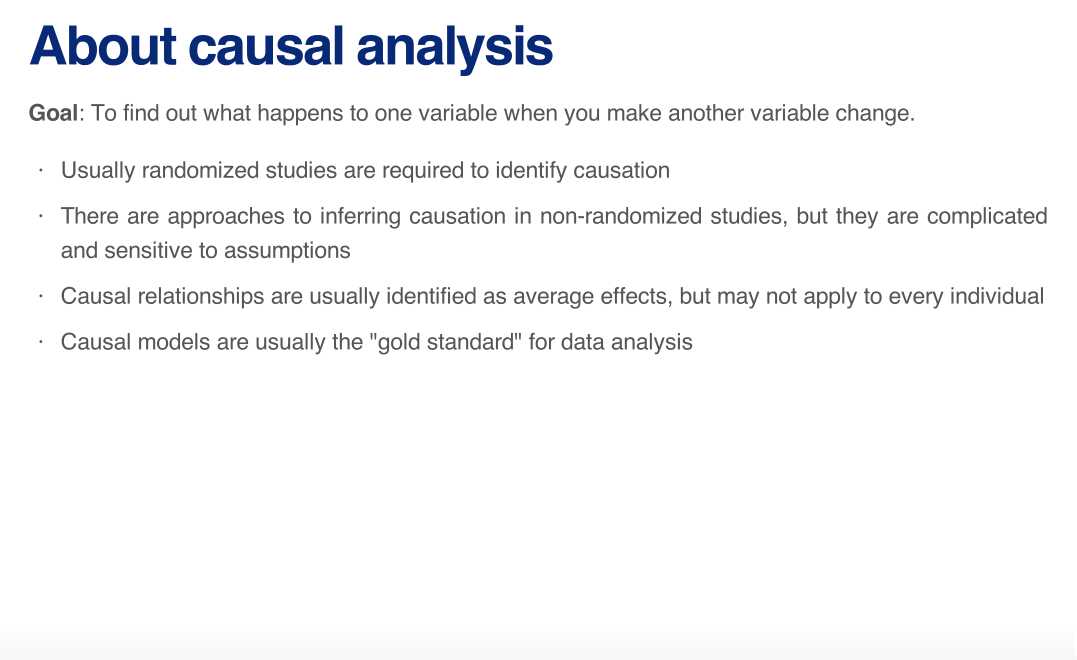 About causal analysis
Goal: To find out what happens to one variable when you make another variable change.
· Usually randomized studies are required to identify causation
· There are approaches to inferring causation in non-randomized studies, but they are complicated
and sensitive to assumptions
· Causal relationships are usually identified as average effects, but may not apply to every individual
· Causal models are usually the "gold standard" for data analysis